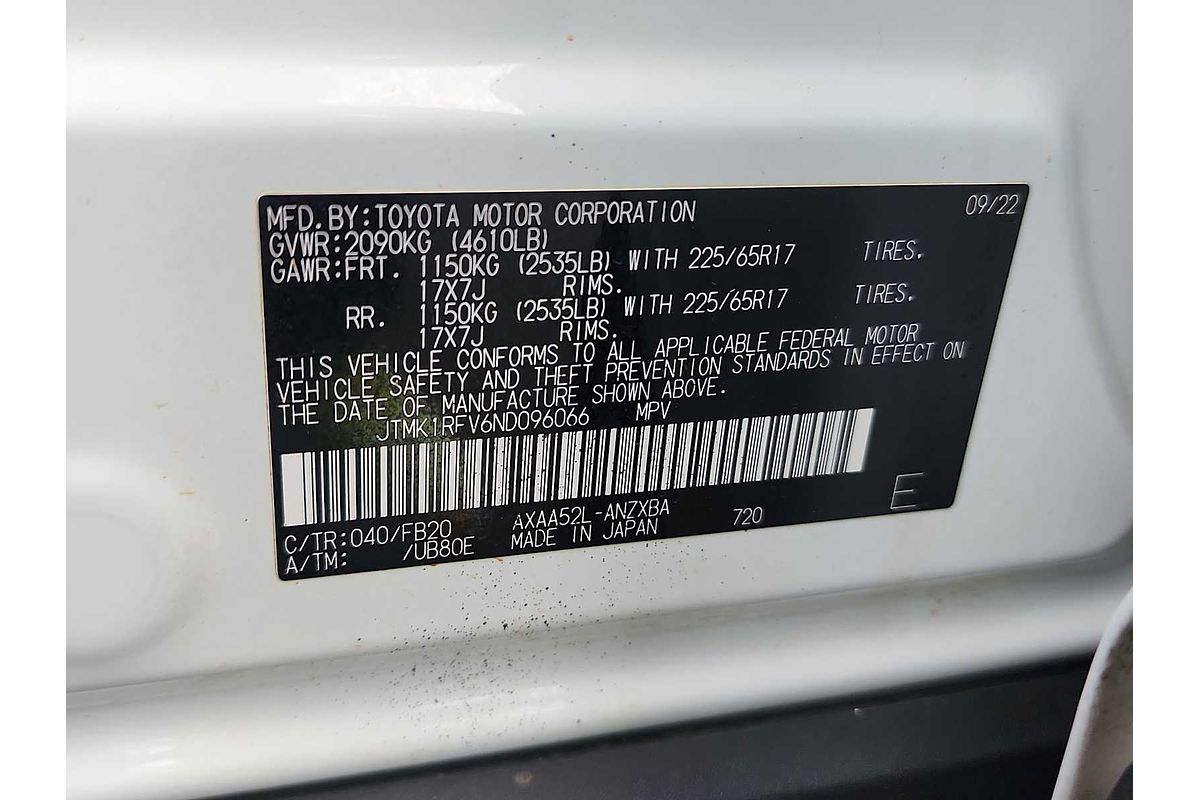 MFD.BY:TOYOTA MOTOR CORPORATION 09/22
GVWR:2090KG (4610LB)
GAWR:FRT. 1150KG (2535LB) WITH 225/65R17 TIRES.
17X7J RIMS.
RR. 1150KG (2535LB) WITH 225/65R17 TIRES.
17X7J RIMS.
THIS VEHICLE CONFORMS TO ALL APPLICABLE FEDERAL MOTOR
VEHICLE SAFETY AND THEFT PREVENTION STANDARDS IN EFFECT ON
THE DATE OF MANUFACTURE SHOWN ABOVE.
JTMK1RFV6ND096066 MPV
E
C/TR:040/FB20 AXAA52L-ANZXBA 720
A/TM: /UB80E MADE IN JAPAN